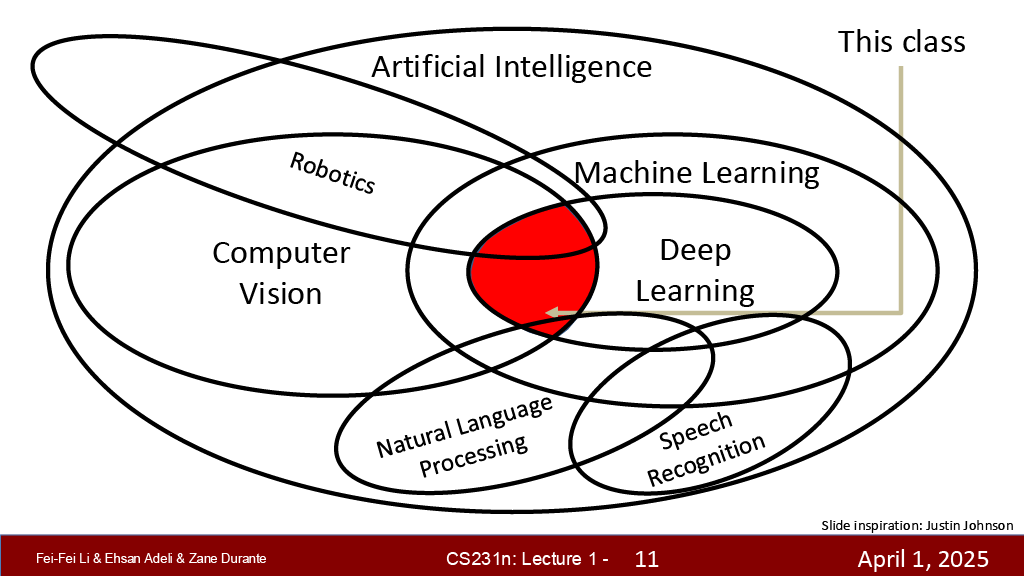 This class
Artificial Intelligence
Robotics
Machine Learning
Computer
Vision
Deep
Learning
Natural Language
Processing
Speech
Recognition
Slide inspiration: Justin Johnson
Fei-Fei Li & Ehsan Adeli & Zane Durante
CS231n: Lecture 1 - 11
April 1, 2025